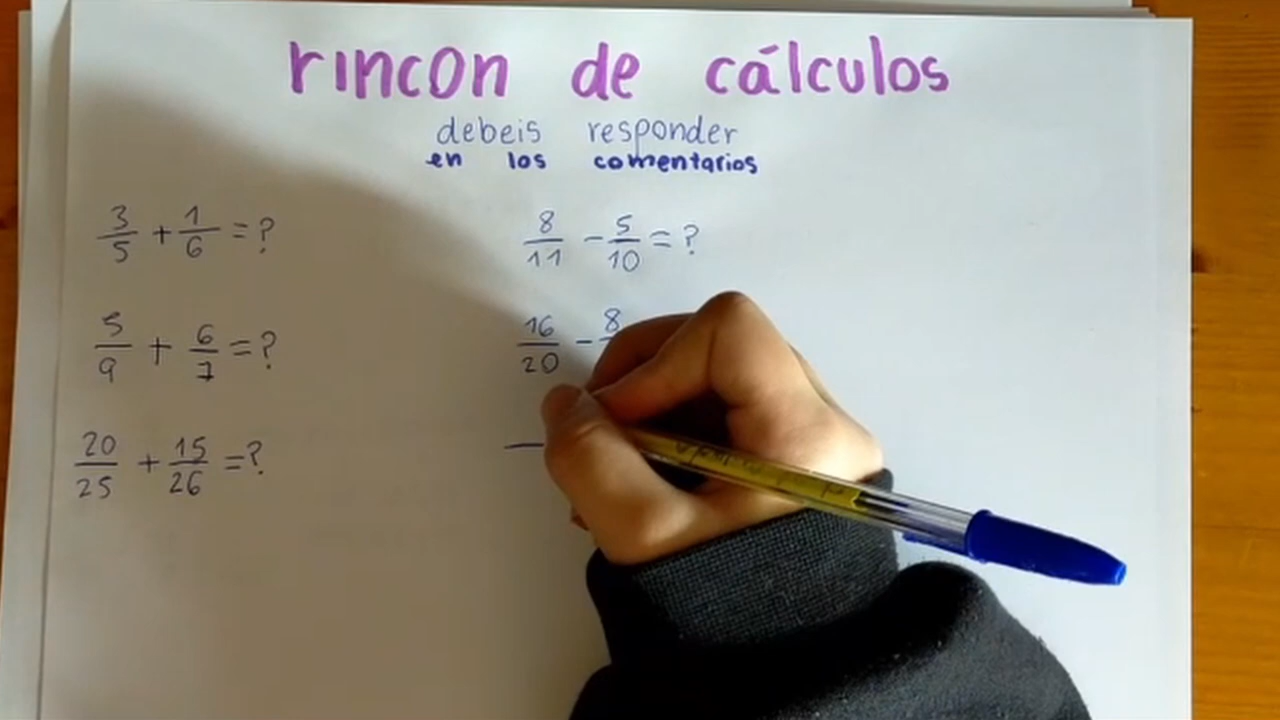 rincon de cálculos
debeis responder
en los comentarios
3/5 + 1/6 = ?
5/9 + 6/7 = ?
20/25 + 15/26 = ?
8/11 - 5/10 = ?
16/20 - 8